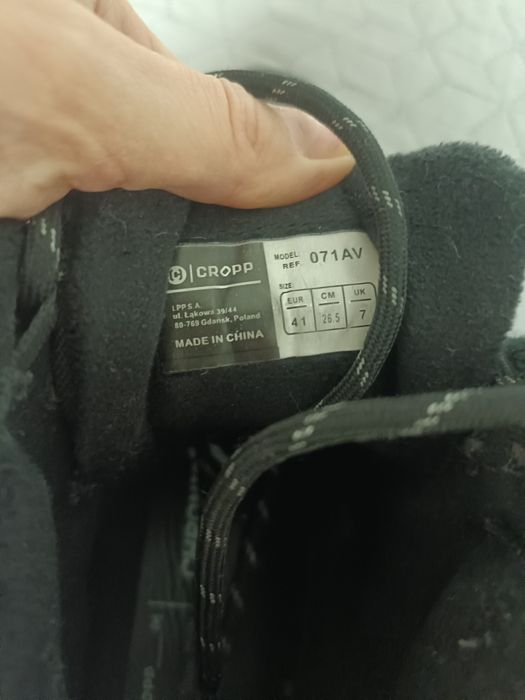 C | CROPP
LPP S.A.
ul. Łąkowa 39/44
80-769 Gdańsk, Poland
MADE IN CHINA
MODEL: 071AV
REF.
SIZE:
EUR CM UK
41 26.5 7